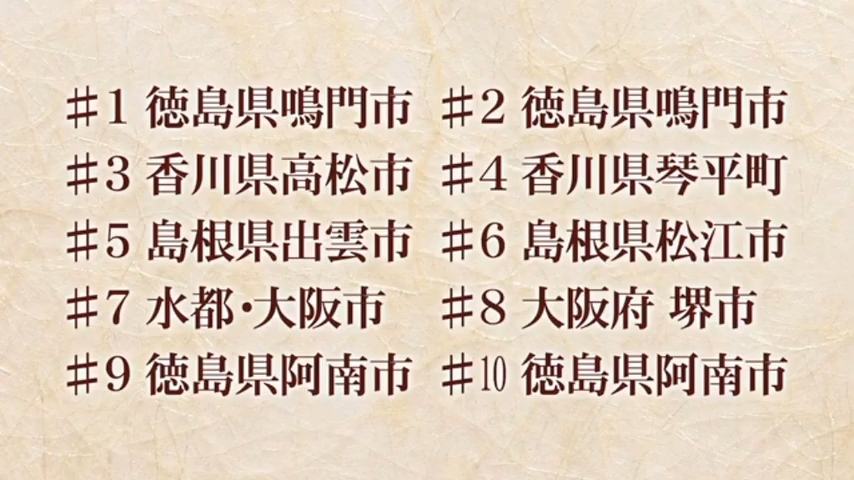 #1 徳島県鳴門市 #2 徳島県鳴門市
#3 香川県高松市 #4 香川県琴平町
#5 島根県出雲市 #6 島根県松江市
#7 水都・大阪市 #8 大阪府 堺市
#9 徳島県阿南市 #10 徳島県阿南市